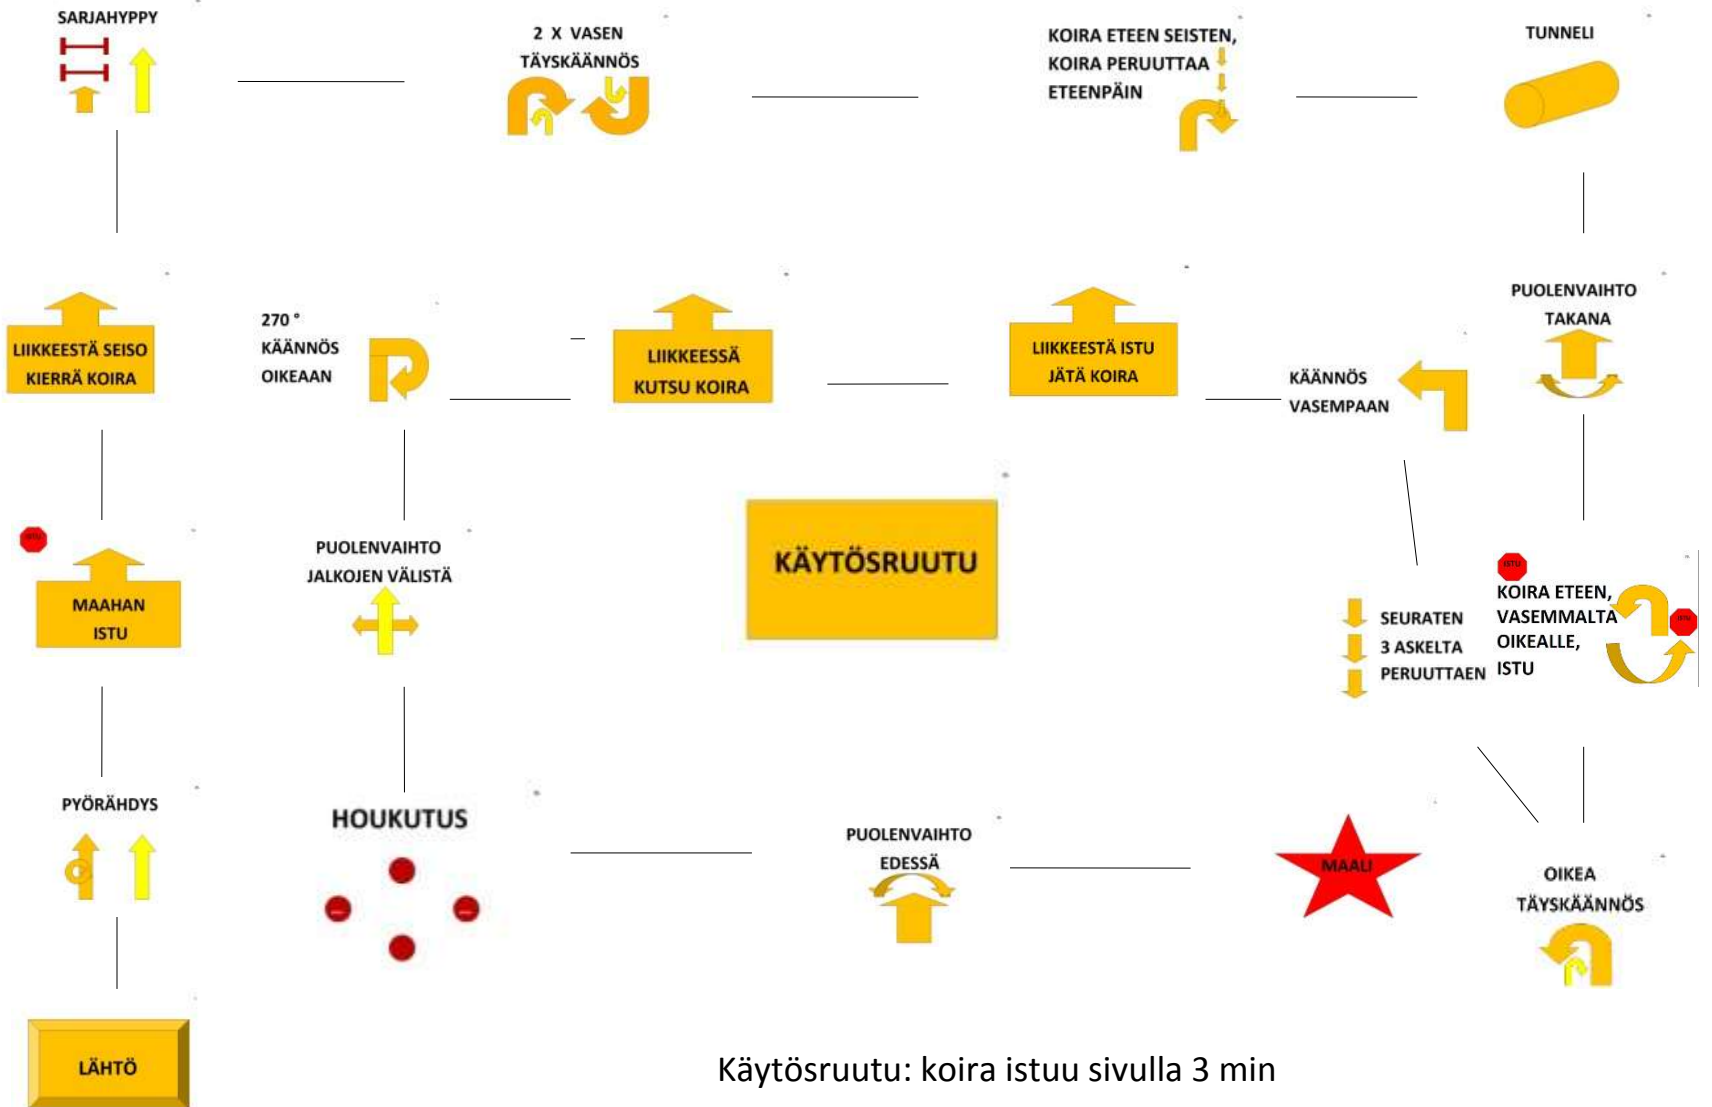 SARJAHYPPY
2 X VASEN
TÄYSKÄÄNNÖS
KOIRA ETEEN SEISTEN,
KOIRA PERUUTTAA
ETEENPÄIN
TUNNELI
LIIKKEESTÄ SEISO
KIERRÄ KOIRA
270 °
KÄÄNNÖS
OIKEAAN
LIIKKEESSÄ
KUTSU KOIRA
LIIKKEESTÄ ISTU
JÄTÄ KOIRA
KÄÄNNÖS
VASEMPAAN
PUOLENVAIHTO
TAKANA
ISTU
MAAHAN
ISTU
PUOLENVAIHTO
JALKOJEN VÄLISTÄ
KÄYTÖSRUUTU
SEURATEN
3 ASKELTA
PERUUTTAEN
ISTU
KOIRA ETEEN,
VASEMMALTA
OIKEALLE,
ISTU
ISTU
PYÖRÄHDYS
HOUKUTUS
PUOLENVAIHTO
EDESSÄ
MAALI
OIKEA
TÄYSKÄÄNNÖS
LÄHTÖ
Käytösruutu: koira istuu sivulla 3 min